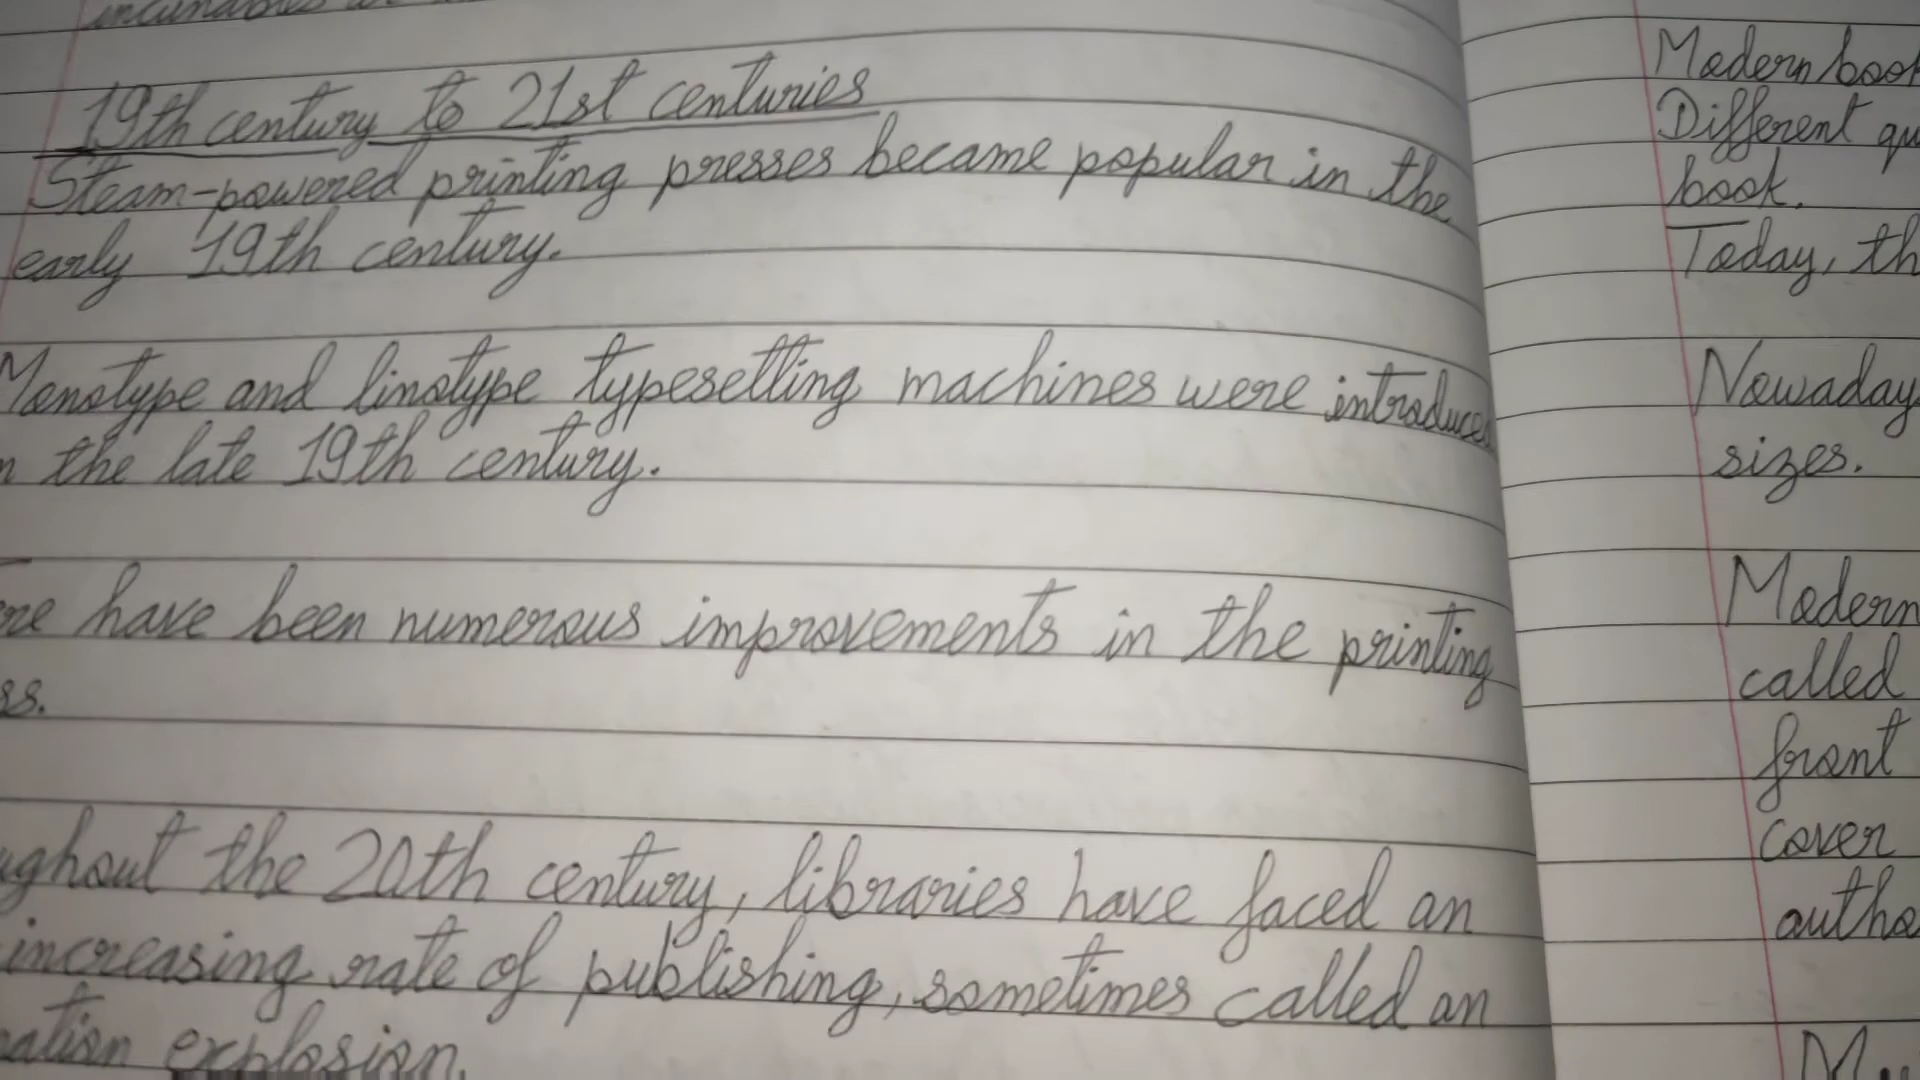 19th century to 21st centuries
Steam-powered printing presses became popular in the
early 19th century.
Monotype and linotype typesetting machines were introduced
the late 19th century.
have been numerous improvements in the printing
the 20th century, libraries have faced an
increasing rate of publishing, sometimes called an
explosion.
Modern
Different
book.
Today,
Nowaday
sizes.
Modern
called
front
cover